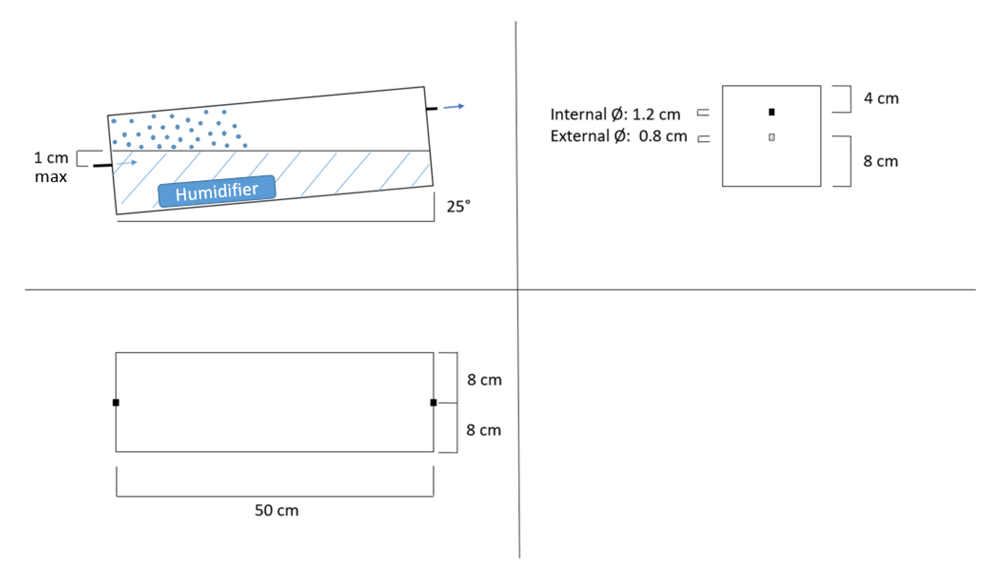 1 cm
max
Humidifier
25°
Internal Ø: 1.2 cm
External Ø: 0.8 cm
4 cm
8 cm
8 cm
8 cm
50 cm